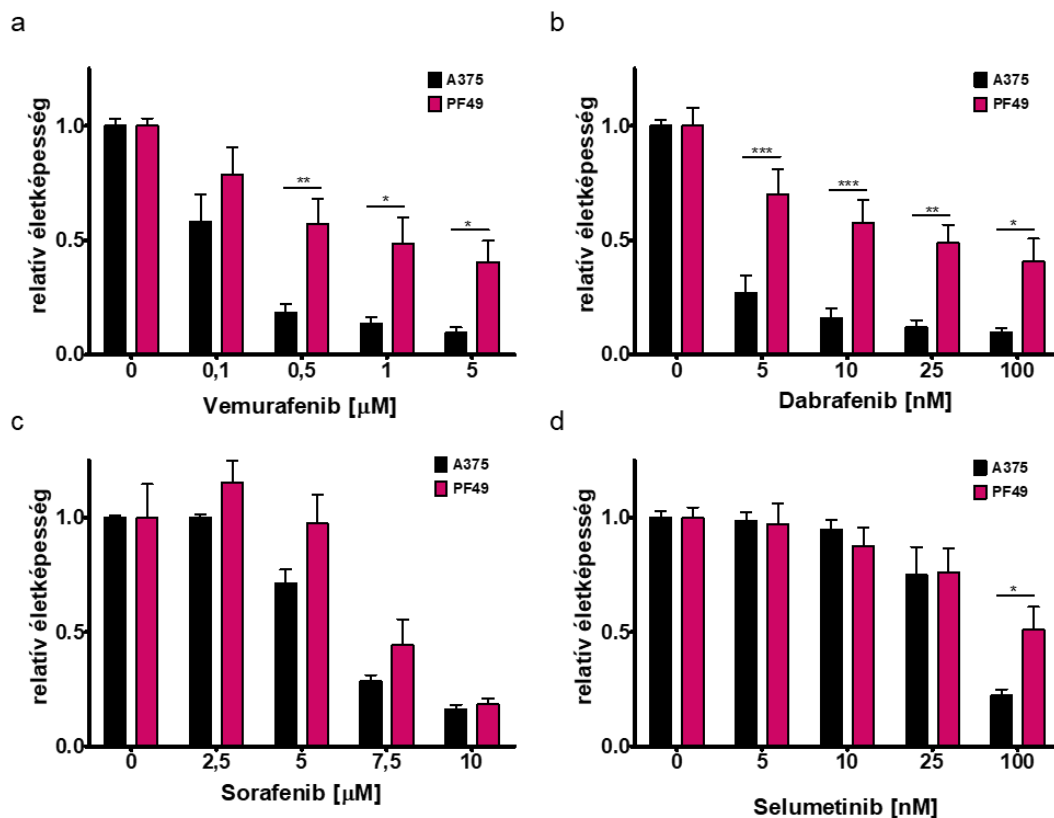 a
A375
PF49
relatív életképesség
1.0
0.5
0.0
**
*
*
0
0,1
0,5
1
5
Vemurafenib [μM]
b
A375
PF49
relatív életképesség
1.0
0.5
0.0
***
***
**
*
0
5
10
25
100
Dabrafenib [nM]
c
A375
PF49
relatív életképesség
1.0
0.5
0.0
0
2,5
5
7,5
10
Sorafenib [μM]
d
A375
PF49
relatív életképesség
1.0
0.5
0.0
*
0
5
10
25
100
Selumetinib [nM]